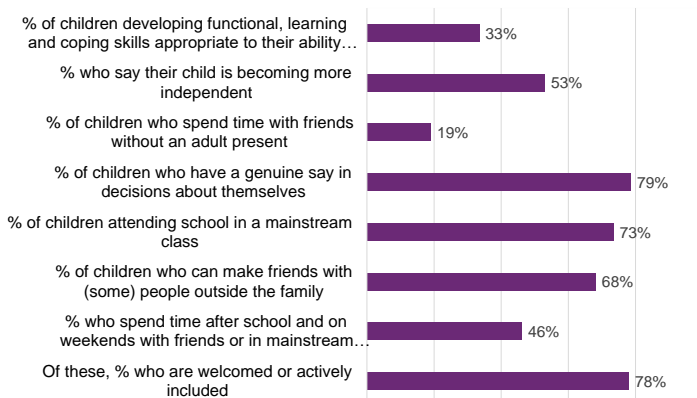 % of children developing functional, learning
and coping skills appropriate to their ability…
33%
% who say their child is becoming more
independent
53%
% of children who spend time with friends
without an adult present
19%
% of children who have a genuine say in
decisions about themselves
79%
% of children attending school in a mainstream
class
73%
% of children who can make friends with
(some) people outside the family
68%
% who spend time after school and on
weekends with friends or in mainstream…
46%
Of these, % who are welcomed or actively
included
78%